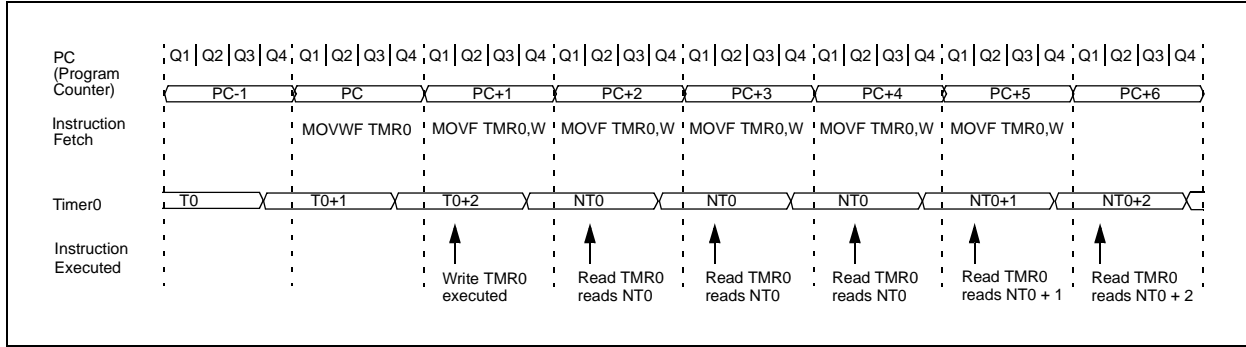 PC
(Program
Counter)
Q1 Q2 Q3 Q4 Q1 Q2 Q3 Q4 Q1 Q2 Q3 Q4 Q1 Q2 Q3 Q4 Q1 Q2 Q3 Q4 Q1 Q2 Q3 Q4 Q1 Q2 Q3 Q4 Q1 Q2 Q3 Q4
PC-1 PC PC+1 PC+2 PC+3 PC+4 PC+5 PC+6
Instruction
Fetch
MOVWF TMR0 MOVF TMR0,W MOVF TMR0,W MOVF TMR0,W MOVF TMR0,W MOVF TMR0,W
Timer0
T0 T0+1 T0+2 NT0 NT0 NT0 NT0+1 NT0+2
Instruction
Executed
Write TMR0
executed
Read TMR0
reads NT0
Read TMR0
reads NT0
Read TMR0
reads NT0
Read TMR0
reads NT0 + 1
Read TMR0
reads NT0 + 2